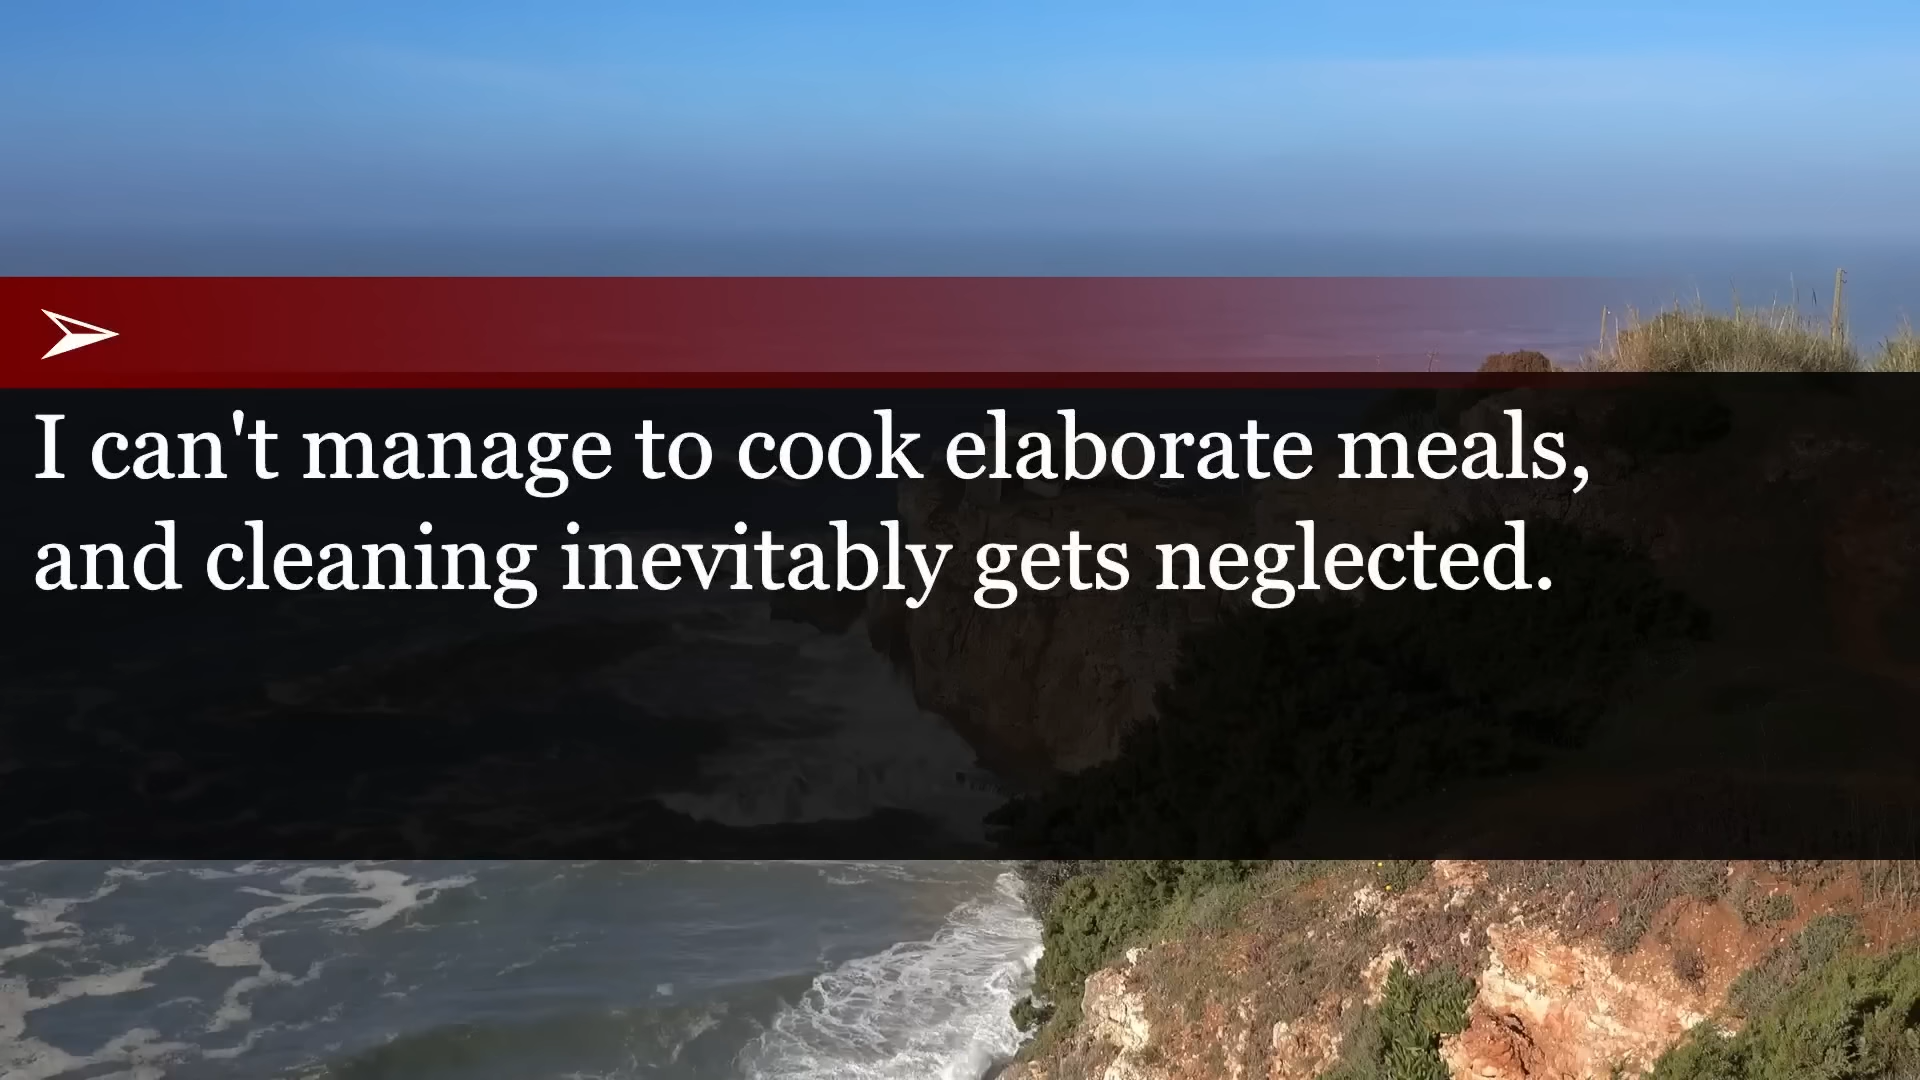 I can't manage to cook elaborate meals,
and cleaning inevitably gets neglected.